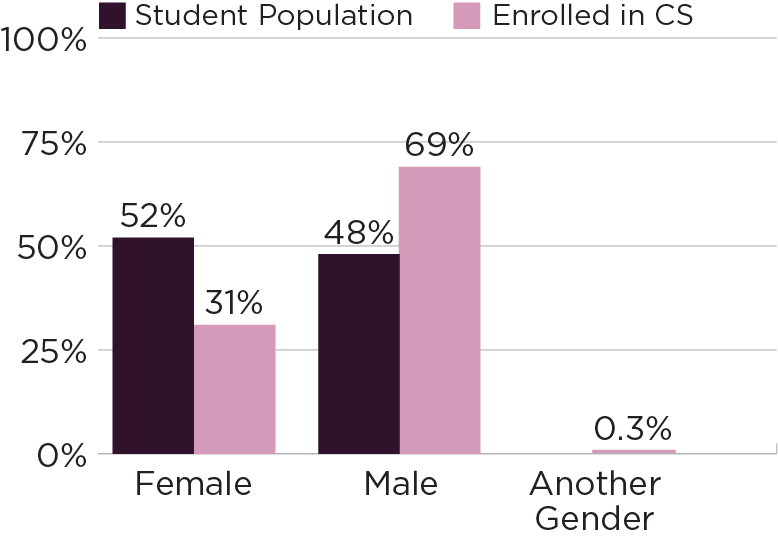 Student Population Enrolled in CS
100%
75%
50%
25%
0%
52%
31%
48%
69%
0.3%
Female
Male
Another
Gender